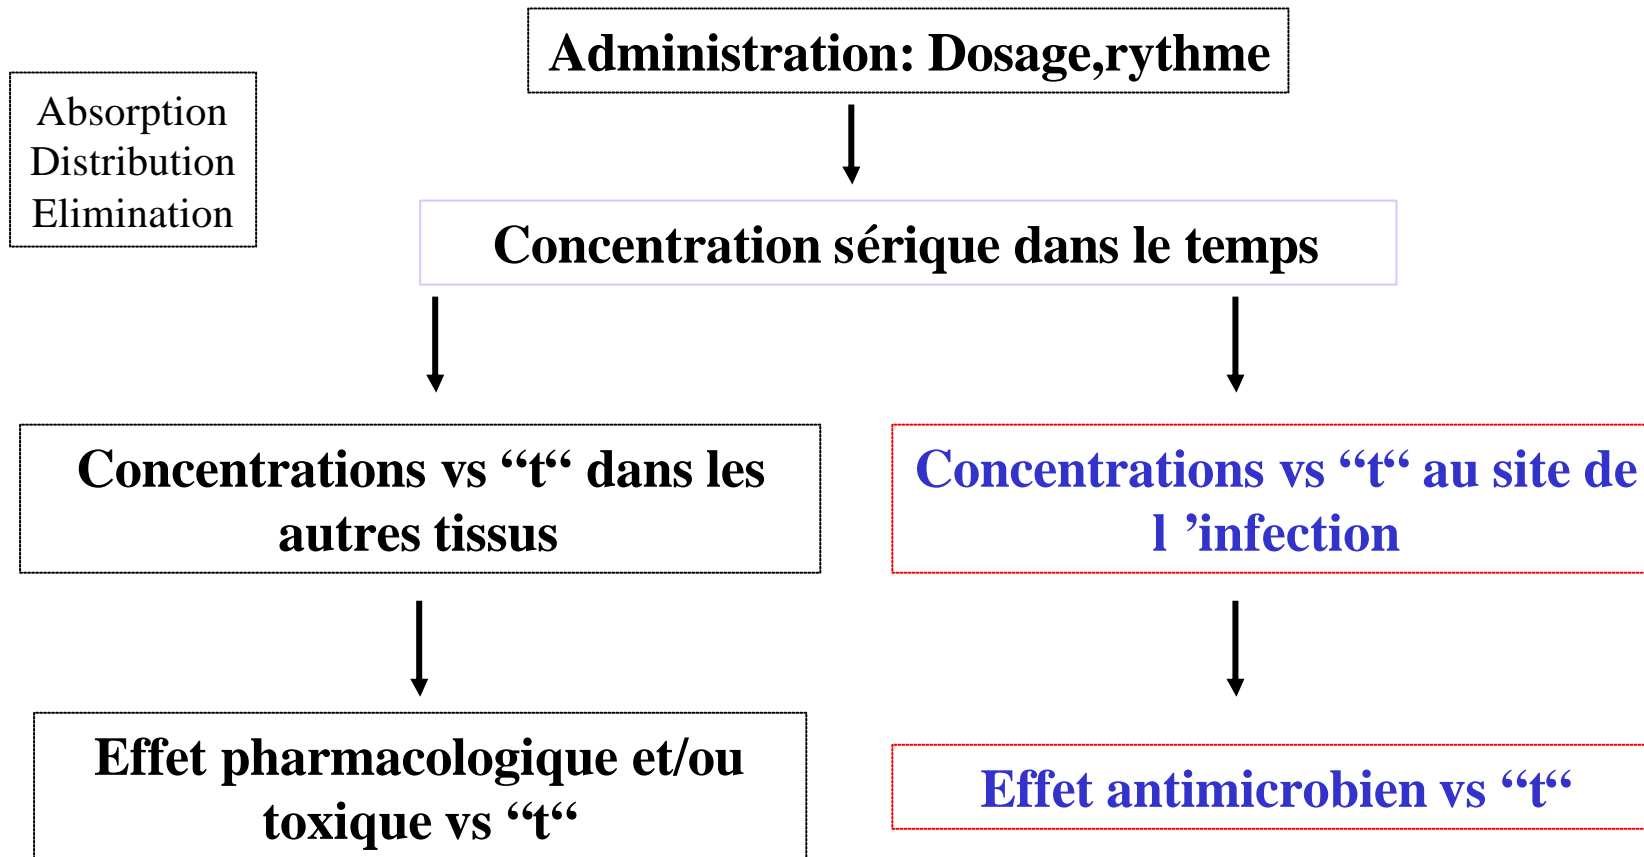 Administration: Dosage,rythme
Absorption
Distribution
Elimination
Concentration sérique dans le temps
Concentrations vs “t“ dans les
autres tissus
Concentrations vs “t“ au site de
l ’infection
Effet pharmacologique et/ou
toxique vs “t“
Effet antimicrobien vs “t“